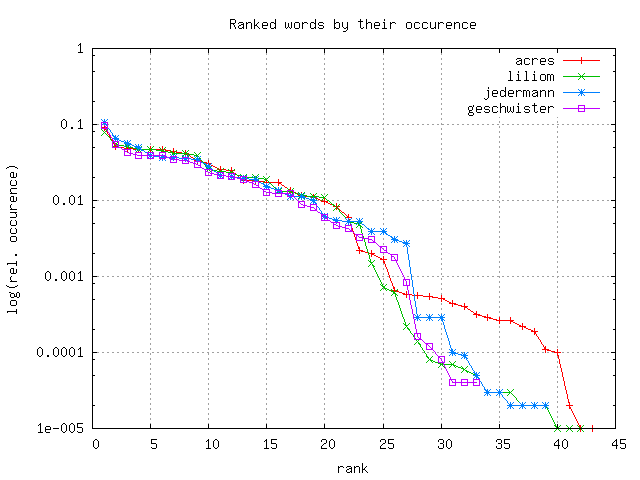 Ranked words by their occurence
acres
liliom
jedermann
geschwister
1
0.1
0.01
0.001
0.0001
1e-005
log(rel. occurence)
0 5 10 15 20 25 30 35 40 45
rank